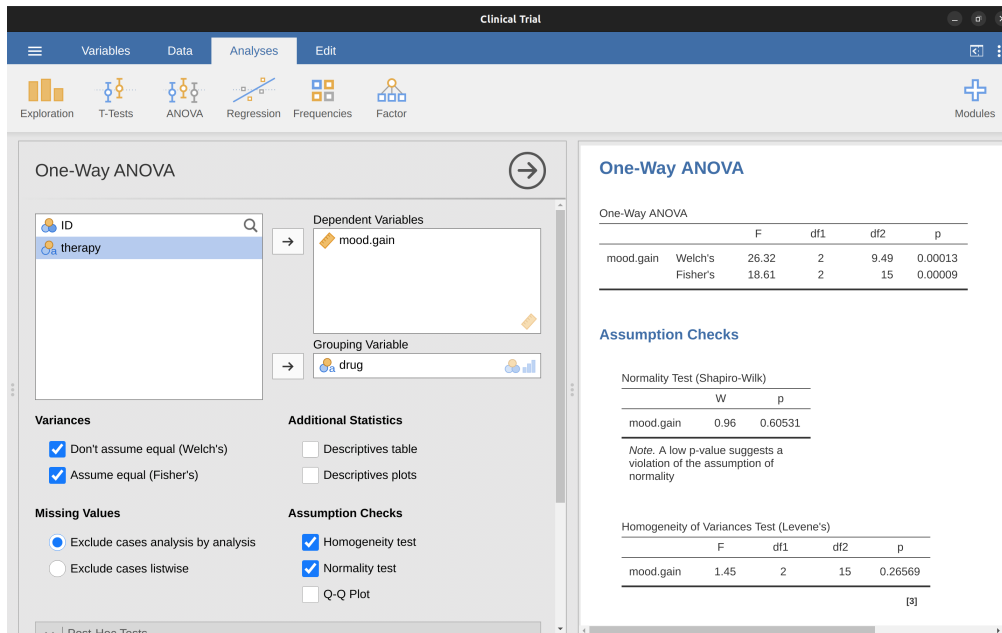 Clinical Trial
Variables Data Analyses Edit
Exploration T-Tests ANOVA Regression Frequencies Factor Modules
One-Way ANOVA
ID
a therapy
Dependent Variables
mood.gain
Grouping Variable
a drug
Variances
Don't assume equal (Welch's)
Assume equal (Fisher's)
Additional Statistics
Descriptives table
Descriptives plots
Missing Values
Exclude cases analysis by analysis
Exclude cases listwise
Assumption Checks
Homogeneity test
Normality test
Q-Q Plot
Post-Hoc Tests
One-Way ANOVA
One-Way ANOVA
F df1 df2 p
mood.gain Welch's 26.32 2 9.49 0.00013
Fisher's 18.61 2 15 0.00009
Assumption Checks
Normality Test (Shapiro-Wilk)
W p
mood.gain 0.96 0.60531
Note. A low p-value suggests a
violation of the assumption of
normality
Homogeneity of Variances Test (Levene's)
F df1 df2 p
mood.gain 1.45 2 15 0.26569
[3]